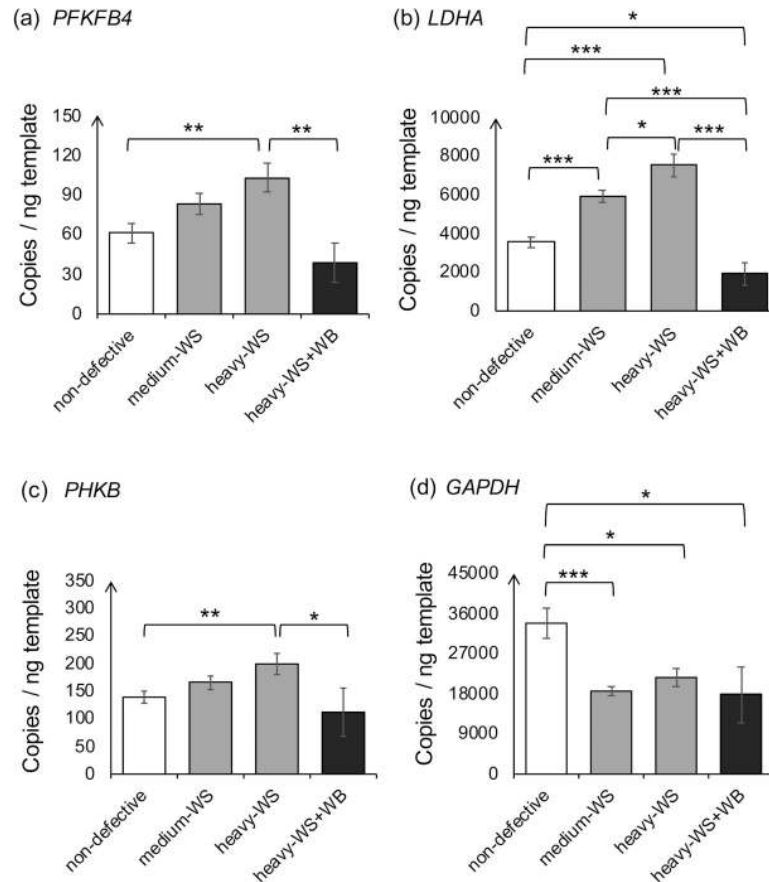 (a) PFKFB4
**
**
150
120
90
60
30
0
Copies / ng template
non-defective
medium-WS
heavy-WS
heavy-WS+WB
(b) LDHA
*
***
***
*
***
***
10000
8000
6000
4000
2000
0
Copies / ng template
non-defective
medium-WS
heavy-WS
heavy-WS+WB
(c) PHKB
**
*
350
300
250
200
150
100
50
0
Copies / ng template
non-defective
medium-WS
heavy-WS
heavy-WS+WB
(d) GAPDH
*
*
***
45000
36000
27000
18000
9000
0
Copies / ng template
non-defective
medium-WS
heavy-WS
heavy-WS+WB